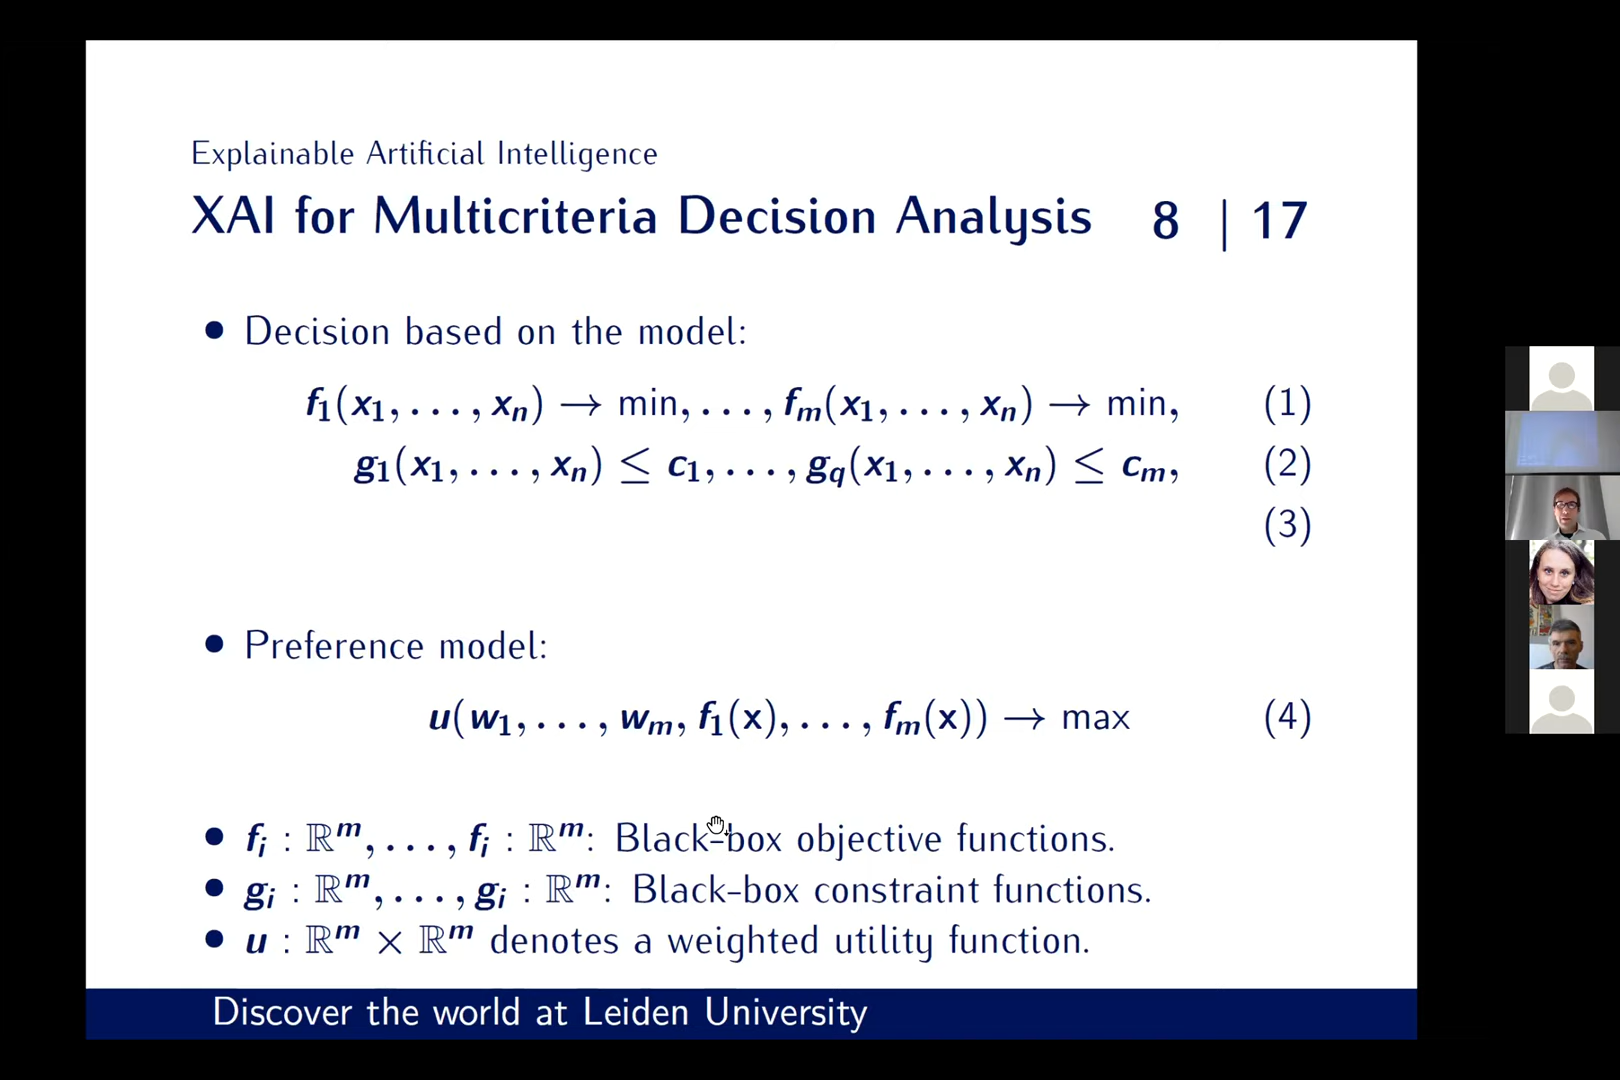 Explainable Artificial Intelligence
XAI for Multicriteria Decision Analysis 8 | 17
• Decision based on the model:
f₁(x₁, . . . , xₙ) → min, . . . , fₘ(x₁, . . . , xₙ) → min, (1)
g₁(x₁, . . . , xₙ) ≤ c₁, . . . , g_q(x₁, . . . , xₙ) ≤ cₘ, (2)
(3)
• Preference model:
u(w₁, . . . , wₘ, f₁(x), . . . , fₘ(x)) → max (4)
• fᵢ : ℝᵐ, . . . , fᵢ : ℝᵐ: Black-box objective functions.
• gᵢ : ℝᵐ, . . . , gᵢ : ℝᵐ: Black-box constraint functions.
• u : ℝᵐ × ℝᵐ denotes a weighted utility function.
Discover the world at Leiden University